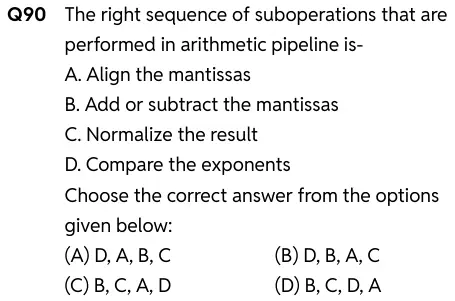 Q90 The right sequence of suboperations that are
performed in arithmetic pipeline is-
A. Align the mantissas
B. Add or subtract the mantissas
C. Normalize the result
D. Compare the exponents
Choose the correct answer from the options
given below:
(A) D, A, B, C (B) D, B, A, C
(C) B, C, A, D (D) B, C, D, A